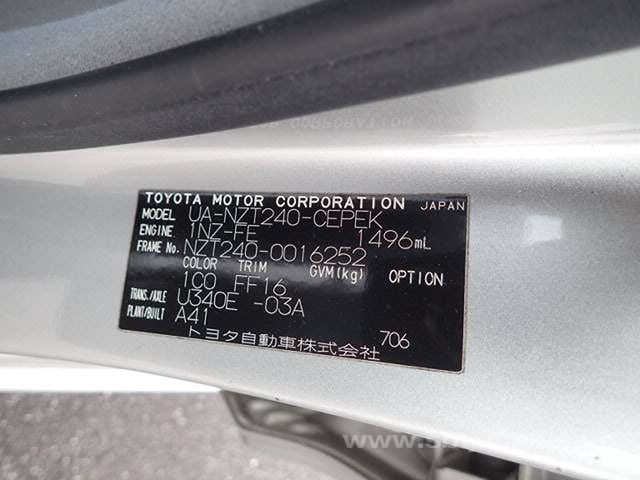 TOYOTA MOTOR CORPORATION JAPAN
MODEL UA-NZT240-CEPEK
ENGINE 1NZ-FE 1496mL
FRAME No. NZT240-0016252
COLOR TRIM GVM(kg) OPTION
1C0 FF16
TRANS./AXLE U340E -03A
PLANT/BUILT A41
トヨタ自動車株式会社 706